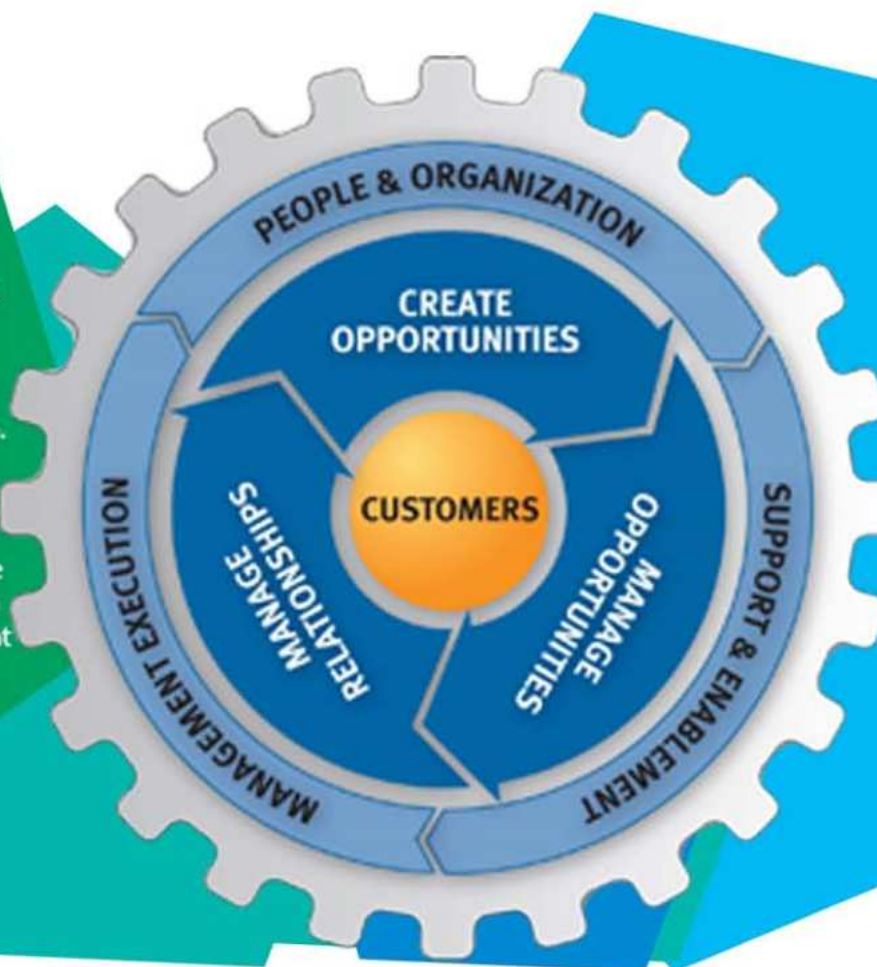 PEOPLE & ORGANIZATION
CREATE
OPPORTUNITIES
CUSTOMERS
MANAGE
OPPORTUNITIES
MANAGE
RELATIONSHIPS
SUPPORT & ENABLEMENT
MANAGEMENT EXECUTION